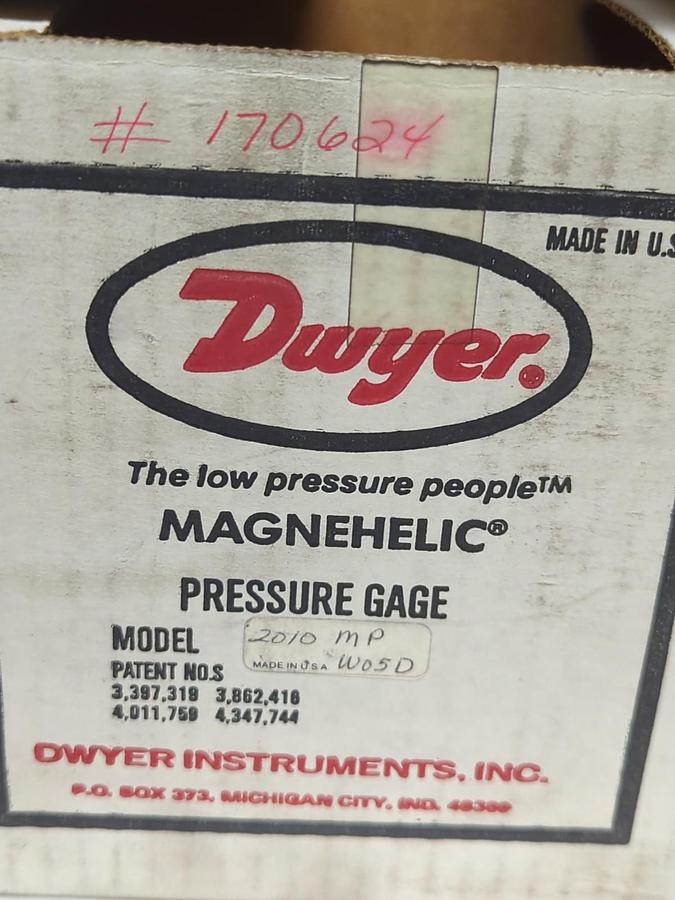 # 170624
MADE IN U.S
Dwyer®
The low pressure people™
MAGNEHELIC®
PRESSURE GAGE
MODEL 2010 MP
MADE IN U S A W05D
PATENT NO.S
3,397,319 3,862,416
4,011,759 4,347,744
DWYER INSTRUMENTS, INC.
P.O. BOX 373, MICHIGAN CITY, IND. 46360